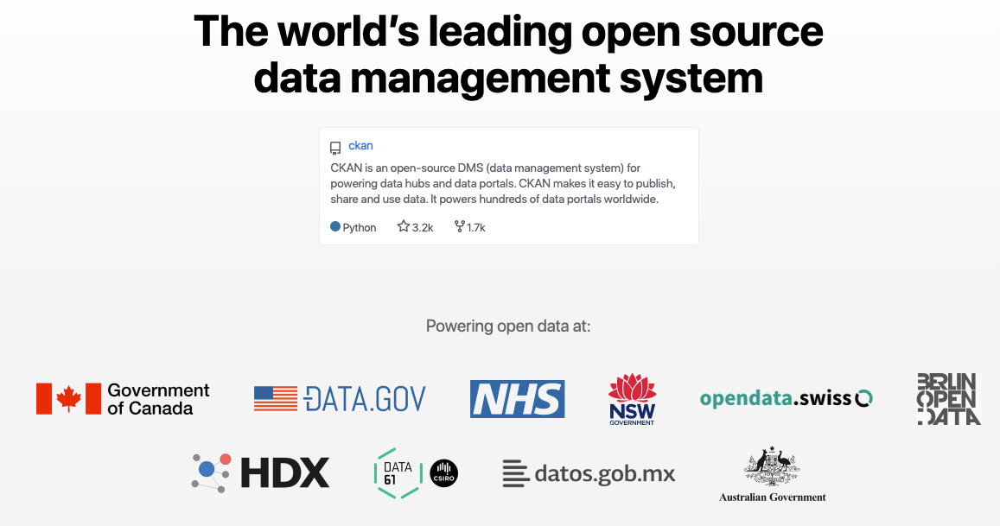 The world's leading open source
data management system
ckan
CKAN is an open-source DMS (data management system) for
powering data hubs and data portals. CKAN makes it easy to publish,
share and use data. It powers hundreds of data portals worldwide.
Python 3.2k 1.7k
Powering open data at:
Government
of Canada
DATA.GOV
NHS
NSW
GOVERNMENT
opendata.swiss
BERLIN
OPEN
DATA
HDX
DATA
61
CSIRO
datos.gob.mx
Australian Government